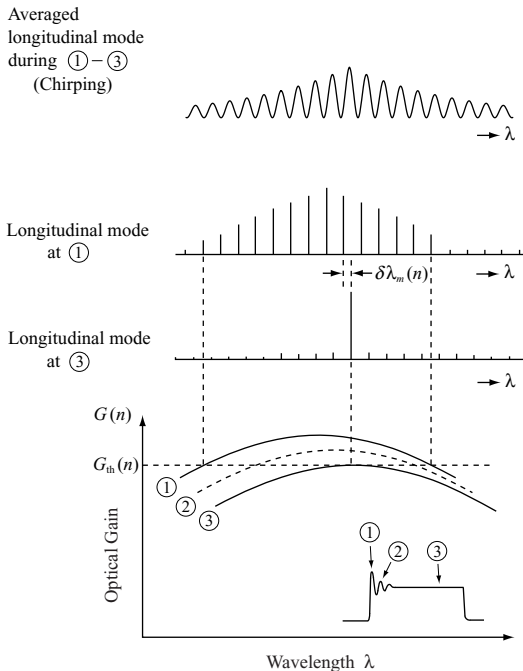 Averaged
longitudinal mode
during ①−③
(Chirping)
λ
Longitudinal mode
at ①
δλm(n)
λ
Longitudinal mode
at ③
λ
G(n)
Gth(n)
①
②
③
① ② ③
Optical Gain
Wavelength λ